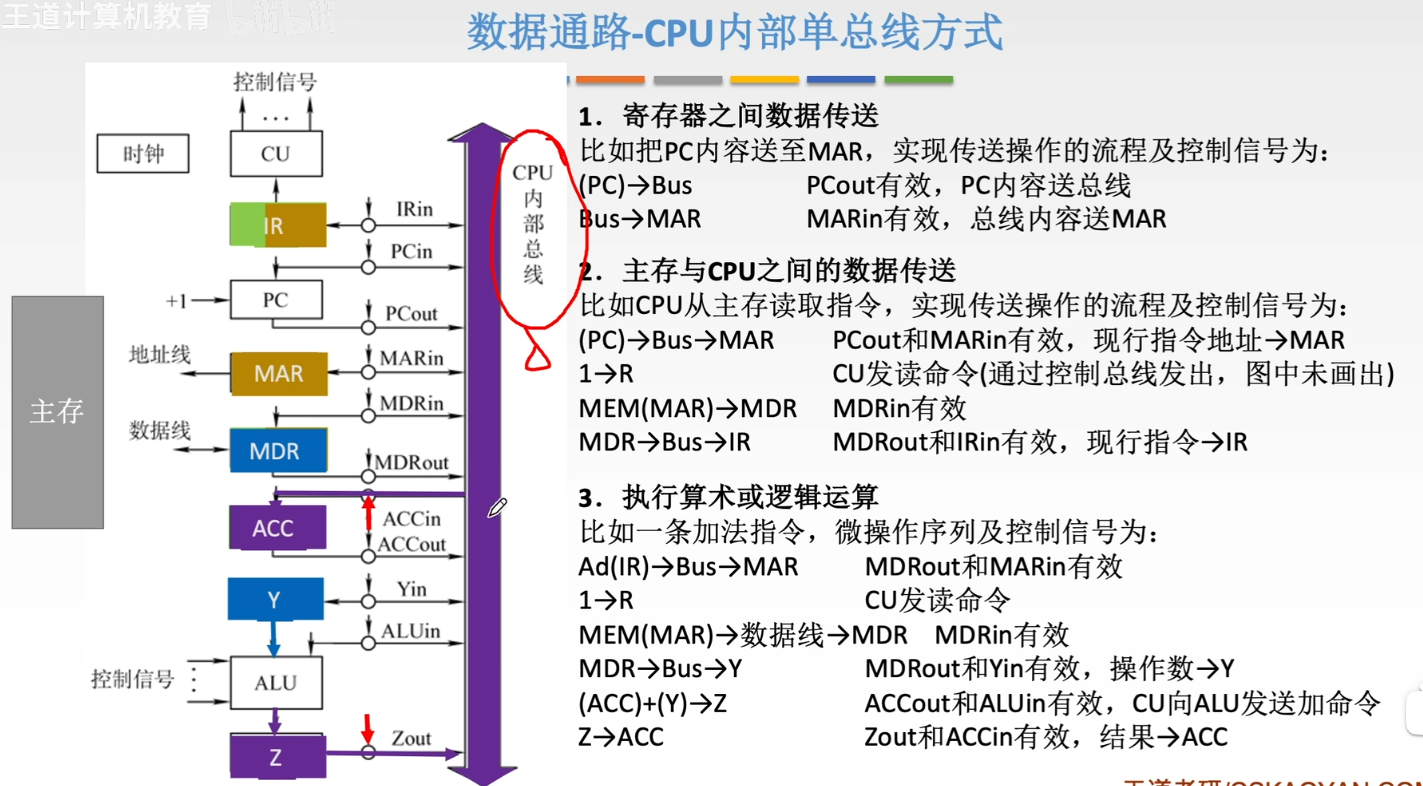 王道计算机教育 bilibili
数据通路-CPU内部单总线方式
控制信号
...
时钟
CU
IR
IRin
PCin
+1
PC
PCout
地址线
MAR
MARin
MDRin
主存
数据线
MDR
MDRout
ACC
ACCin
ACCout
Y
Yin
ALUin
控制信号
ALU
Z
Zout
CPU
内
部
总
线
1. 寄存器之间数据传送
比如把PC内容送至MAR，实现传送操作的流程及控制信号为：
(PC)→Bus PCout有效，PC内容送总线
Bus→MAR MARin有效，总线内容送MAR
2. 主存与CPU之间的数据传送
比如CPU从主存读取指令，实现传送操作的流程及控制信号为：
(PC)→Bus→MAR PCout和MARin有效，现行指令地址→MAR
1→R CU发读命令(通过控制总线发出，图中未画出)
MEM(MAR)→MDR MDRin有效
MDR→Bus→IR MDRout和IRin有效，现行指令→IR
3. 执行算术或逻辑运算
比如一条加法指令，微操作序列及控制信号为：
Ad(IR)→Bus→MAR MDRout和MARin有效
1→R CU发读命令
MEM(MAR)→数据线→MDR MDRin有效
MDR→Bus→Y MDRout和Yin有效，操作数→Y
(ACC)+(Y)→Z ACCout和ALUin有效，CU向ALU发送加命令
Z→ACC Zout和ACCin有效，结果→ACC